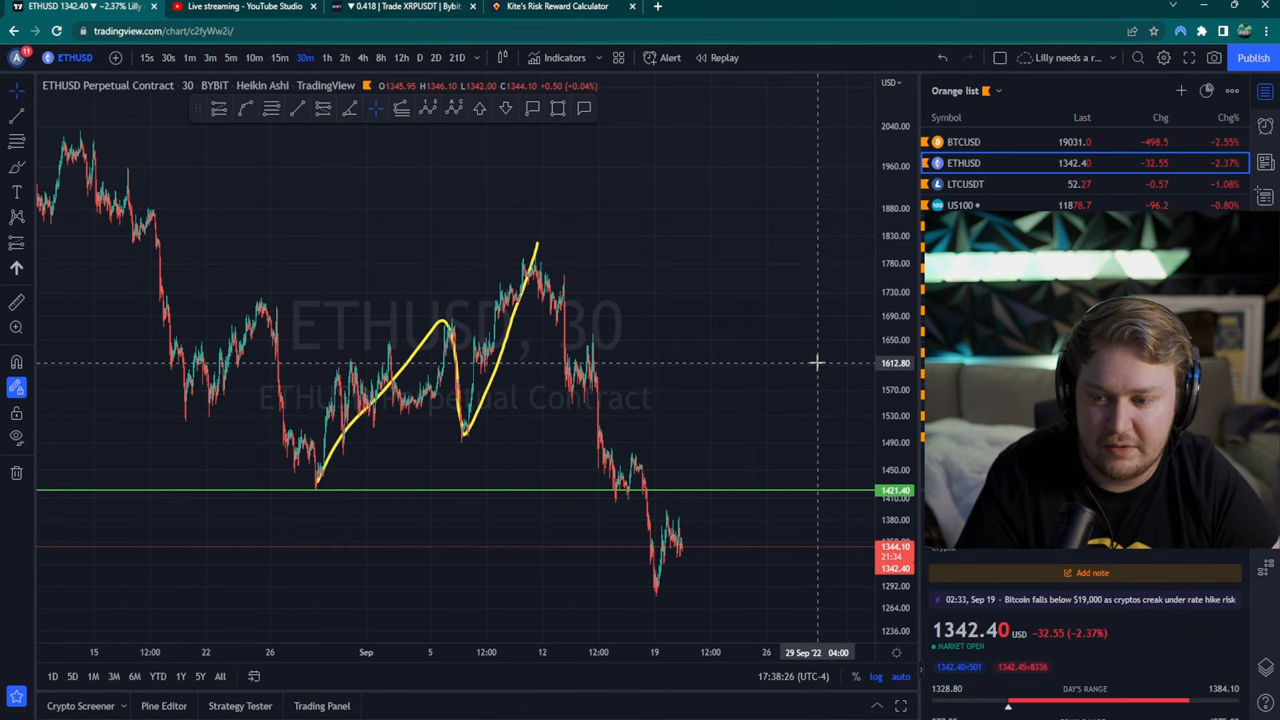 ETHUSD 1342.40 ▼ −2.37% Lilly
Live streaming - YouTube Studio
▼ 0.418 | Trade XRPUSDT | Bybit
Kite's Risk Reward Calculator
tradingview.com/chart/c2fyWw2i/
A 11 ETHUSD 15s 30s 1m 3m 5m 10m 15m 30m 1h 2h 4h 8h 12h D 2D 21D Indicators Alert Replay Lilly needs a r... Publish
ETHUSD Perpetual Contract · 30 · BYBIT · Heikin Ashi · TradingView O1345.95 H1346.10 L1342.00 C1344.10 +0.50 (+0.04%)
USD
Orange list
Symbol Last Chg Chg%
BTCUSD 19031.0 −498.5 −2.55%
ETHUSD 1342.40 −32.55 −2.37%
LTCUSDT 52.27 −0.57 −1.08%
US100 11878.7 −96.2 −0.80%
ETHUSD, 30
ETHUSD Perpetual Contract
2040.00
1960.00
1880.00
1830.00
1780.00
1730.00
1690.00
1650.00
1612.80
1570.00
1530.00
1490.00
1450.00
1421.40
1410.00
1380.00
1344.10
21:34
1342.40
1292.00
1264.00
1236.00
15 12:00 22 26 Sep 5 12:00 12 12:00 19 12:00 26 29 Sep '22 04:00
1D 5D 1M 3M 6M YTD 1Y 5Y All
17:38:26 (UTC-4) % log auto
Crypto Screener Pine Editor Strategy Tester Trading Panel
Add note
02:33, Sep 19 • Bitcoin falls below $19,000 as cryptos creak under rate hike risk
1342.40 USD −32.55 (−2.37%)
MARKET OPEN
1342.40×501 1342.45×8336
1328.80 DAY'S RANGE 1384.10